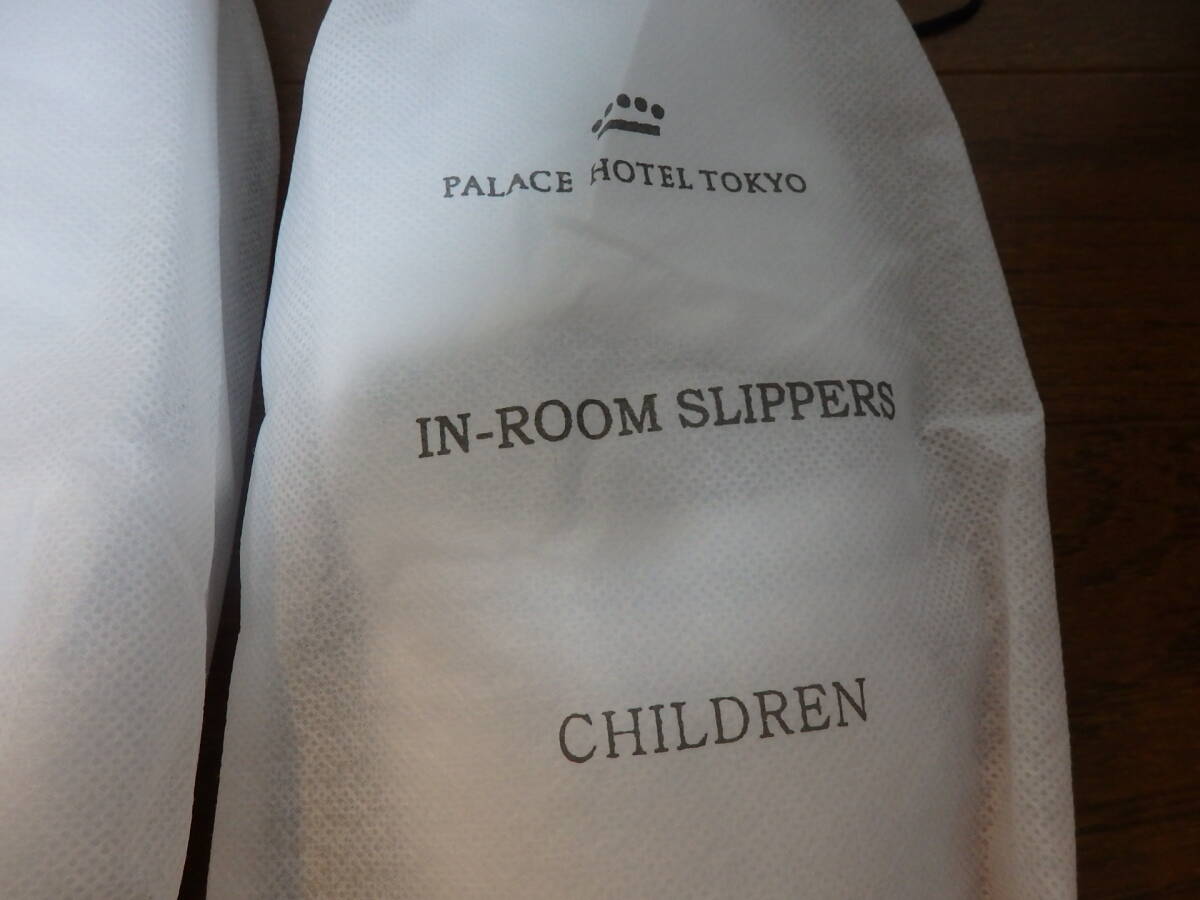 PALACE HOTEL TOKYO
IN-ROOM SLIPPERS
CHILDREN